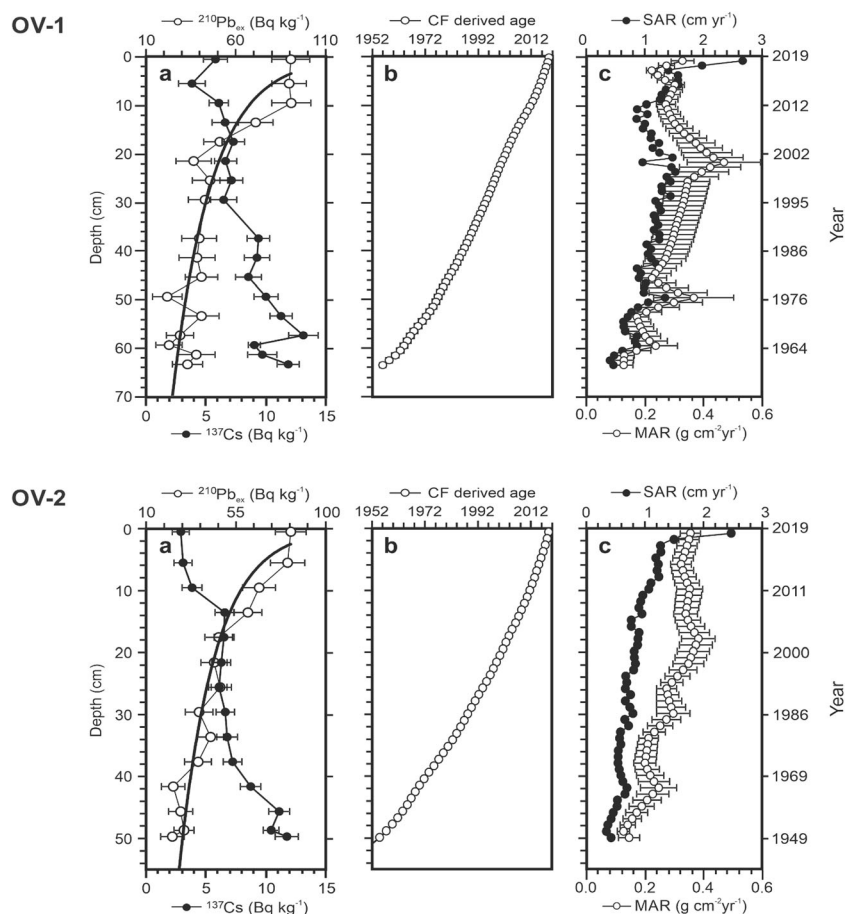 OV-1
²¹⁰Pbₑₓ (Bq kg⁻¹)
10 60 110
CF derived age
1952 1972 1992 2012
SAR (cm yr⁻¹)
0 1 2 3
a
b
c
Depth (cm)
0
10
20
30
40
50
60
70
2019
2012
2002
1995
1986
1976
1964
Year
0 5 10 15
¹³⁷Cs (Bq kg⁻¹)
0.0 0.2 0.4 0.6
MAR (g cm⁻²yr⁻¹)
OV-2
²¹⁰Pbₑₓ (Bq kg⁻¹)
10 55 100
CF derived age
1952 1972 1992 2012
SAR (cm yr⁻¹)
0 1 2 3
a
b
c
Depth (cm)
0
10
20
30
40
50
2019
2011
2000
1986
1969
1949
Year
0 5 10 15
¹³⁷Cs (Bq kg⁻¹)
0.0 0.2 0.4 0.6
MAR (g cm⁻²yr⁻¹)